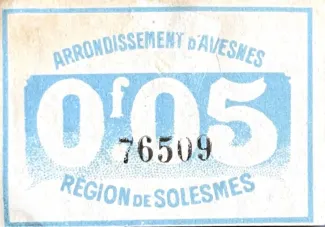 ARRONDISSEMENT D'AVESNES
0f05
76509
RÉGION DE SOLESMES